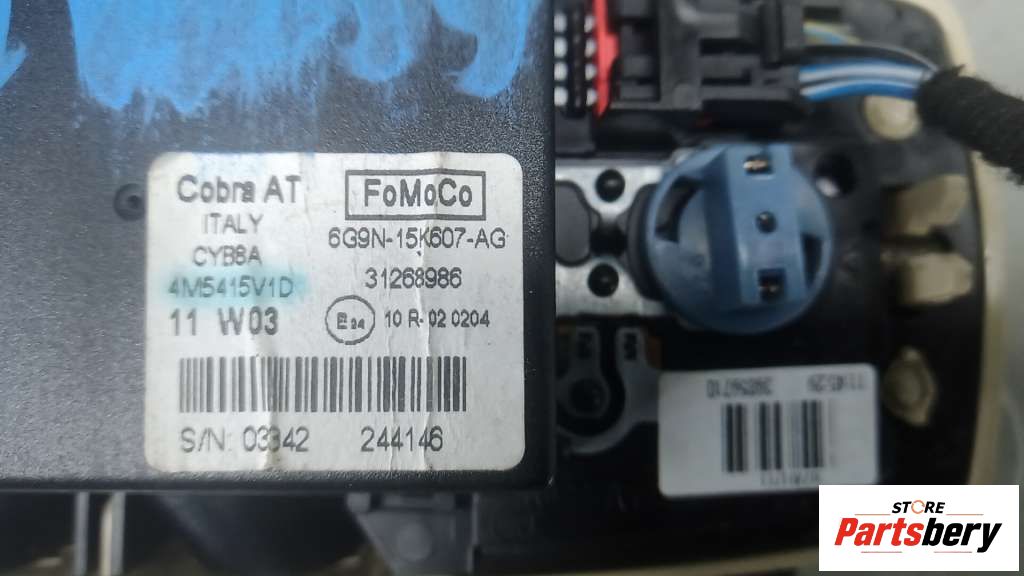 Cobra AT
ITALY
CYB8A
4M5415V1D
11 W03
FoMoCo
6G9N-15K607-AG
31268986
E24 10 R-02 0204
S/N: 03342 244146
STORE
Partsbery